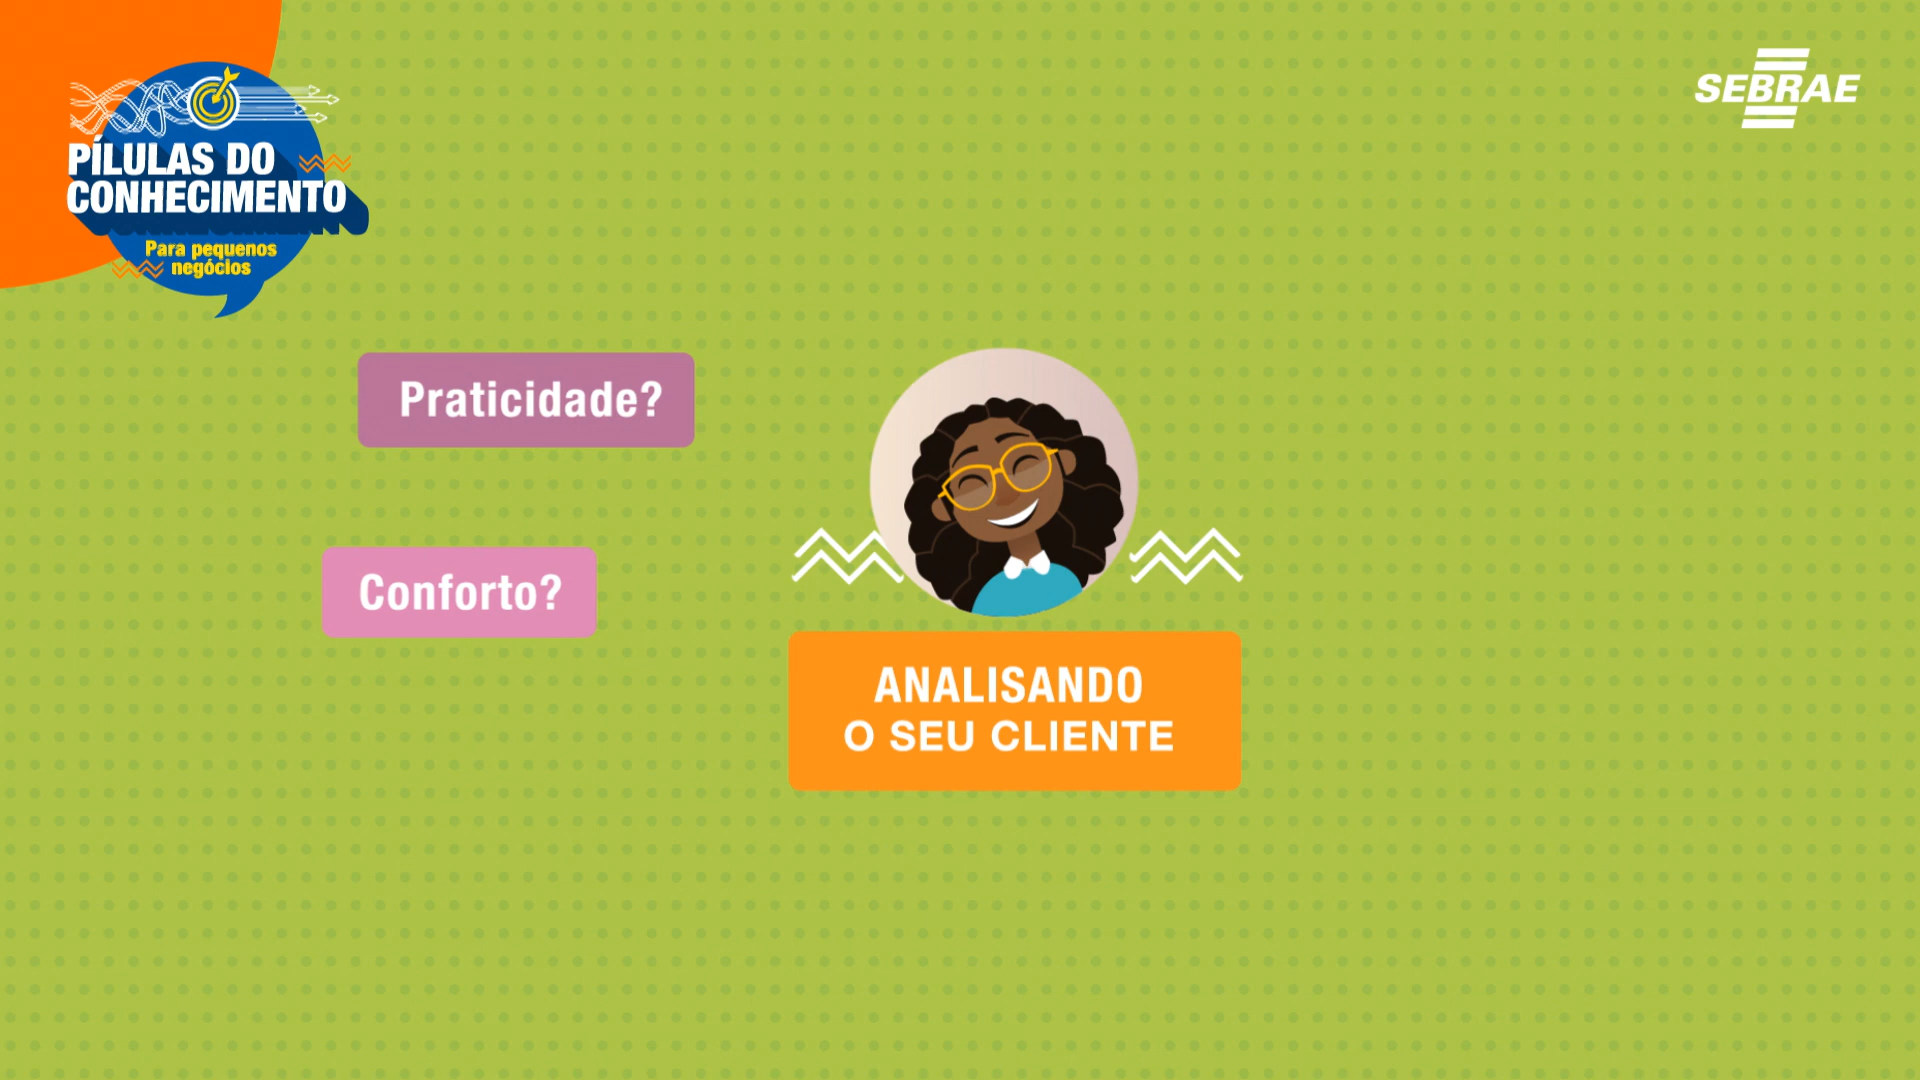 PÍLULAS DO
CONHECIMENTO
Para pequenos
negócios
SEBRAE
Praticidade?
Conforto?
ANALISANDO
O SEU CLIENTE